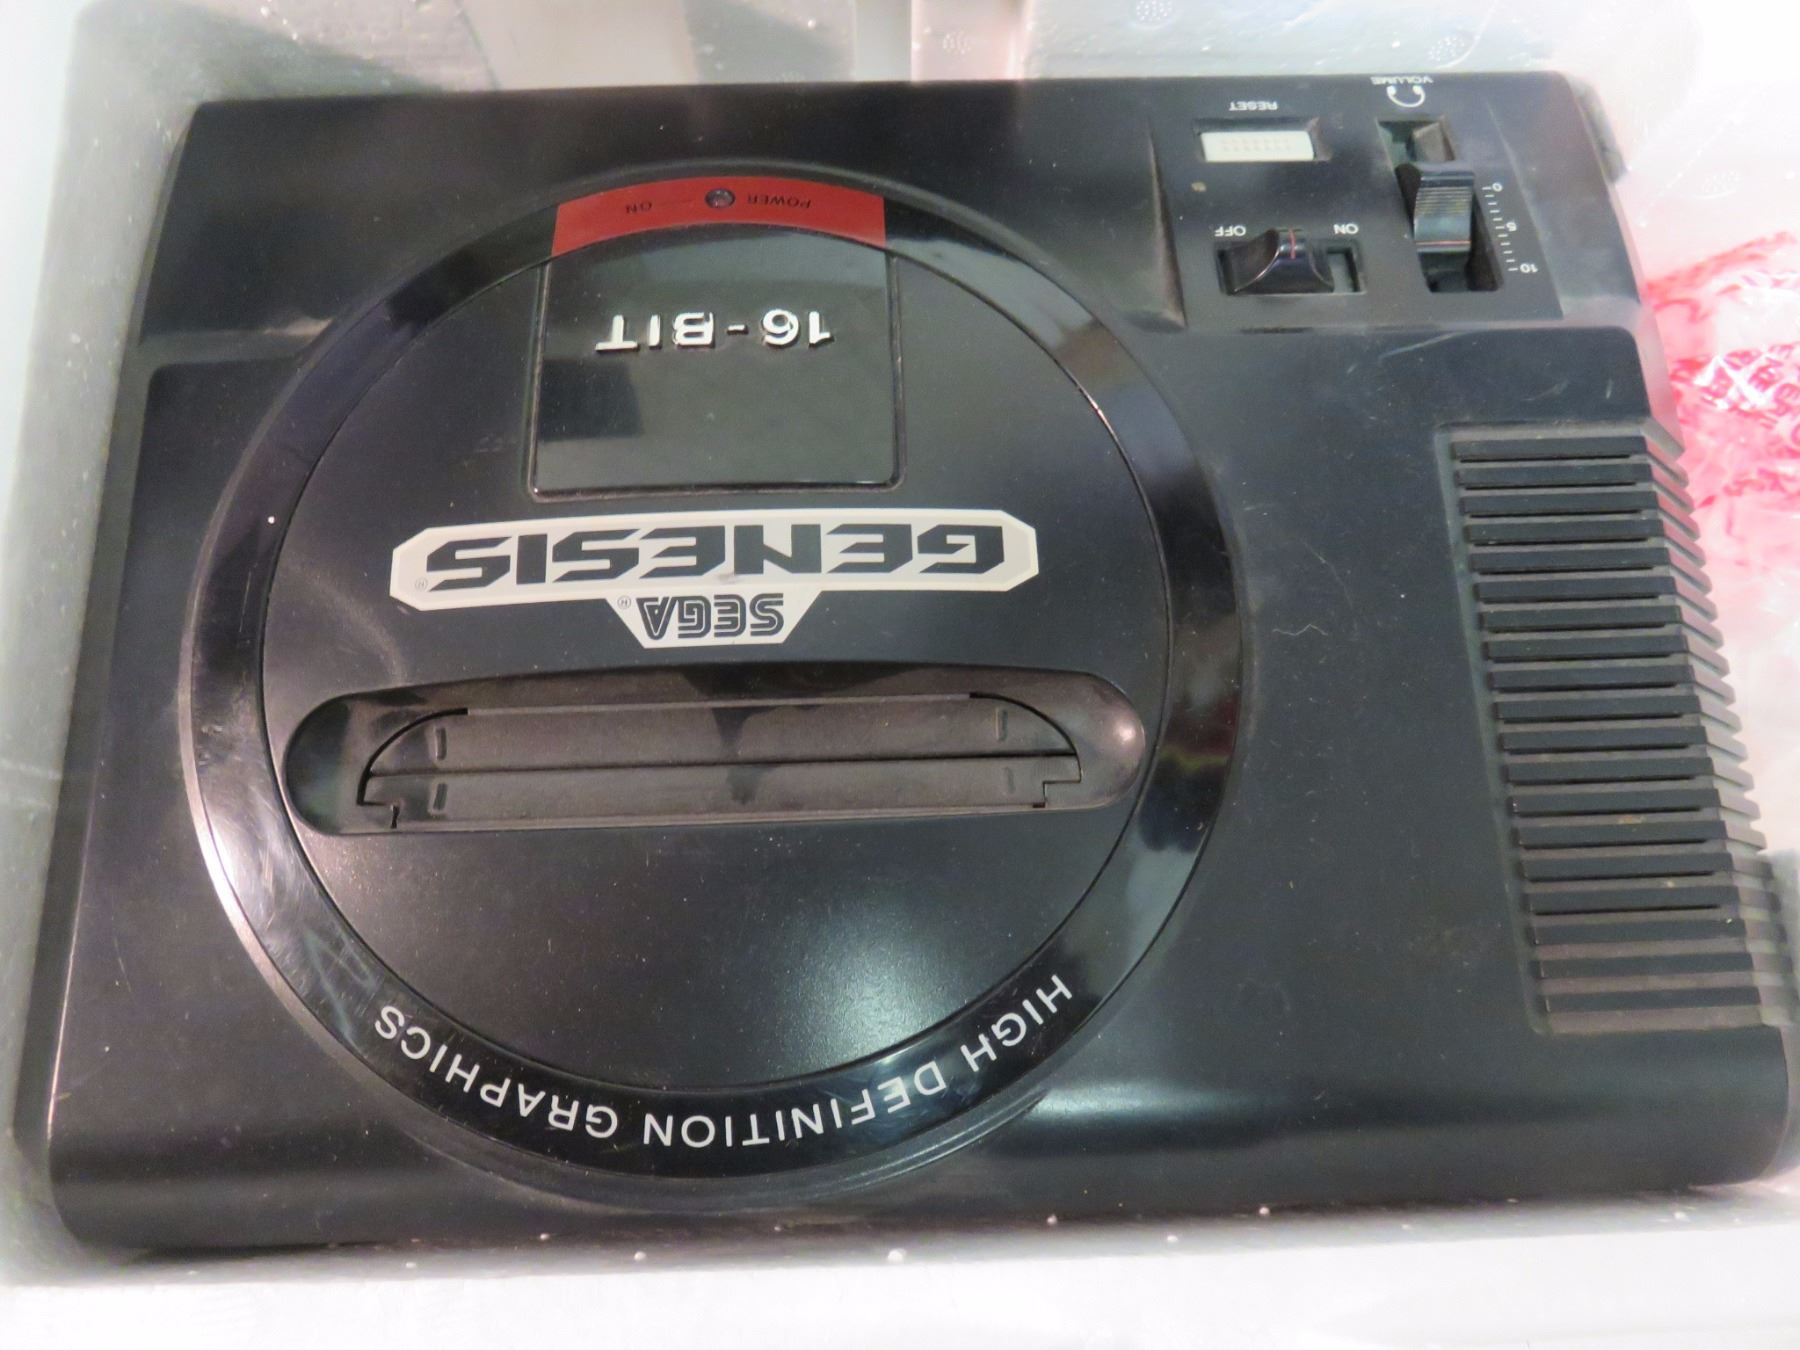 HIGH DEFINITION GRAPHICS
SEGA®
GENESIS®
16-BIT
POWER ON
10
5
0
ON OFF
RESET
VOLUME